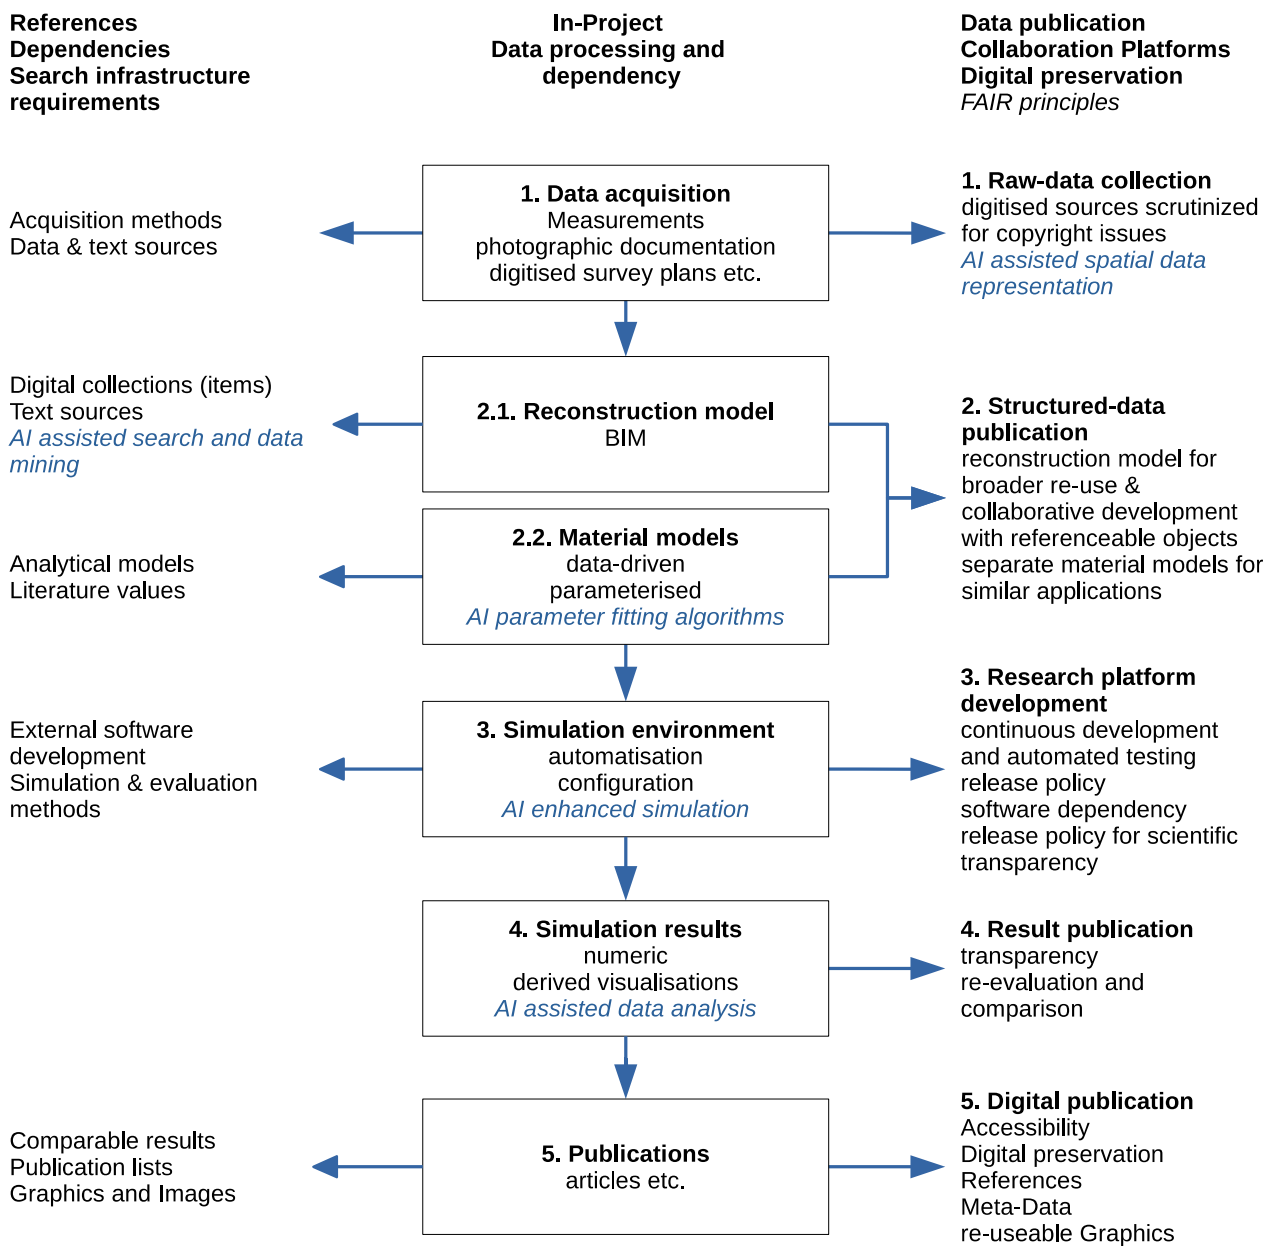 References
Dependencies
Search infrastructure
requirements
In-Project
Data processing and
dependency
Data publication
Collaboration Platforms
Digital preservation
FAIR principles
Acquisition methods
Data & text sources
1. Data acquisition
Measurements
photographic documentation
digitised survey plans etc.
1. Raw-data collection
digitised sources scrutinized
for copyright issues
AI assisted spatial data
representation
Digital collections (items)
Text sources
AI assisted search and data
mining
2.1. Reconstruction model
BIM
2. Structured-data
publication
reconstruction model for
broader re-use &
collaborative development
with referenceable objects
separate material models for
similar applications
Analytical models
Literature values
2.2. Material models
data-driven
parameterised
AI parameter fitting algorithms
External software
development
Simulation & evaluation
methods
3. Simulation environment
automatisation
configuration
AI enhanced simulation
3. Research platform
development
continuous development
and automated testing
release policy
software dependency
release policy for scientific
transparency
4. Simulation results
numeric
derived visualisations
AI assisted data analysis
4. Result publication
transparency
re-evaluation and
comparison
Comparable results
Publication lists
Graphics and Images
5. Publications
articles etc.
5. Digital publication
Accessibility
Digital preservation
References
Meta-Data
re-useable Graphics